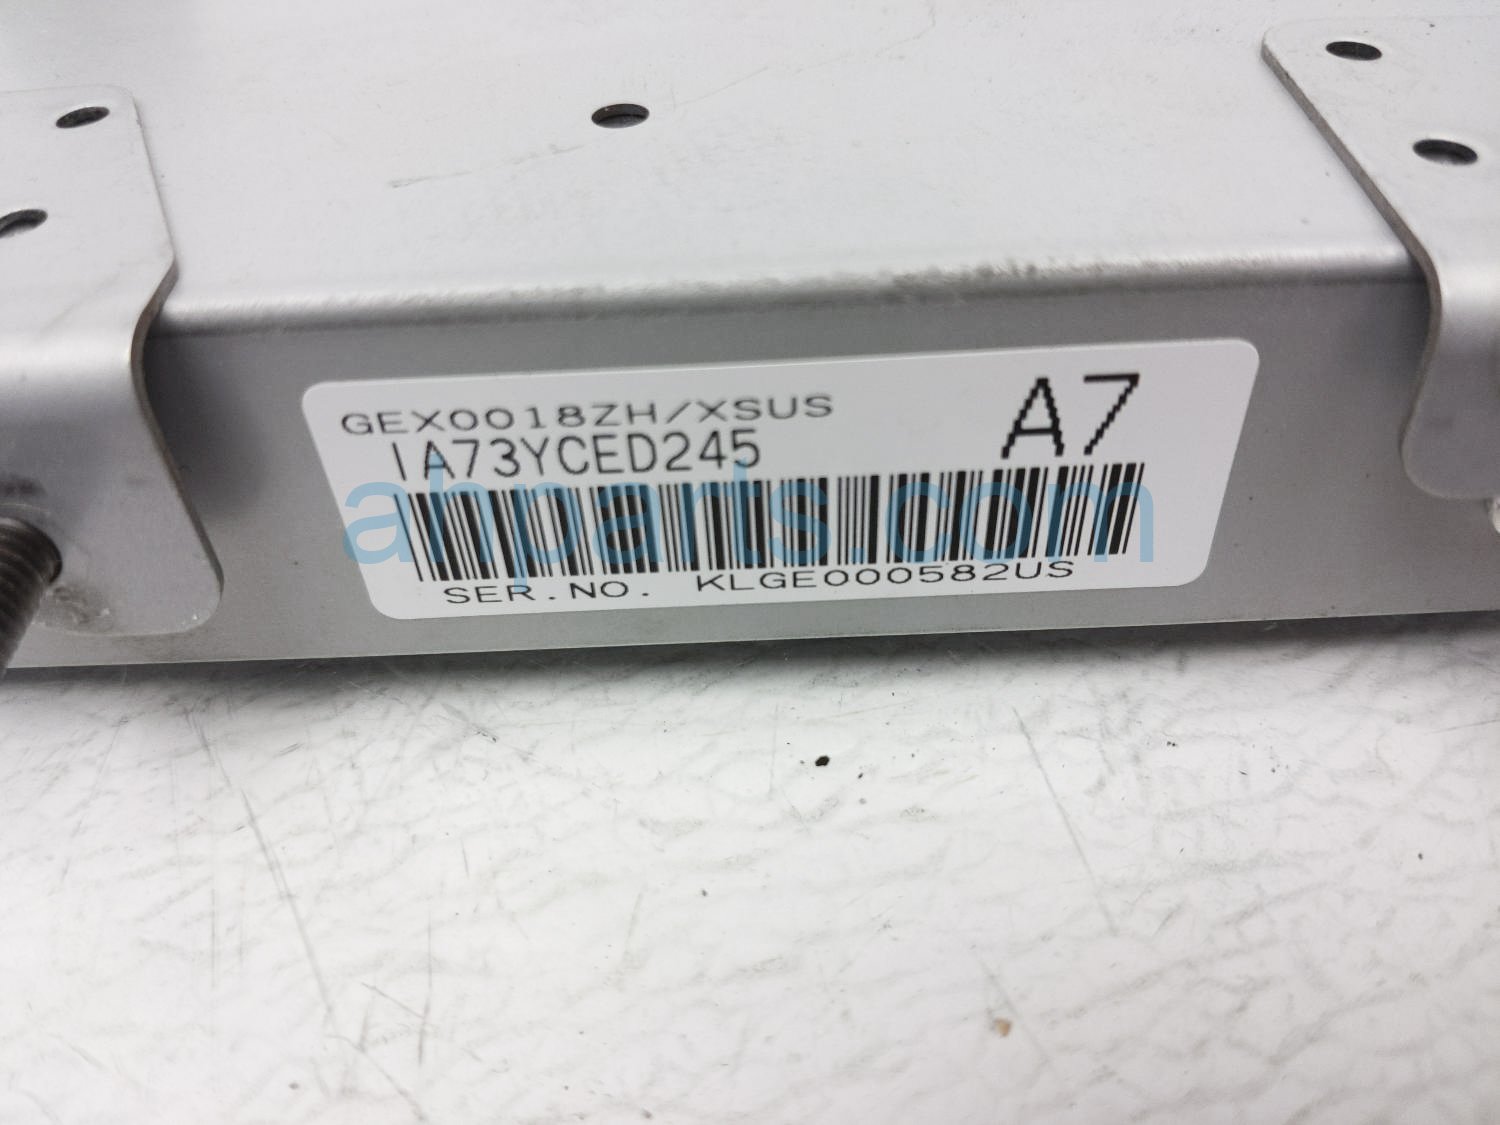 GEX0018ZH/XSUS
A7
IA73YCED245
ahparts.com
SER.NO. KLGE000582US